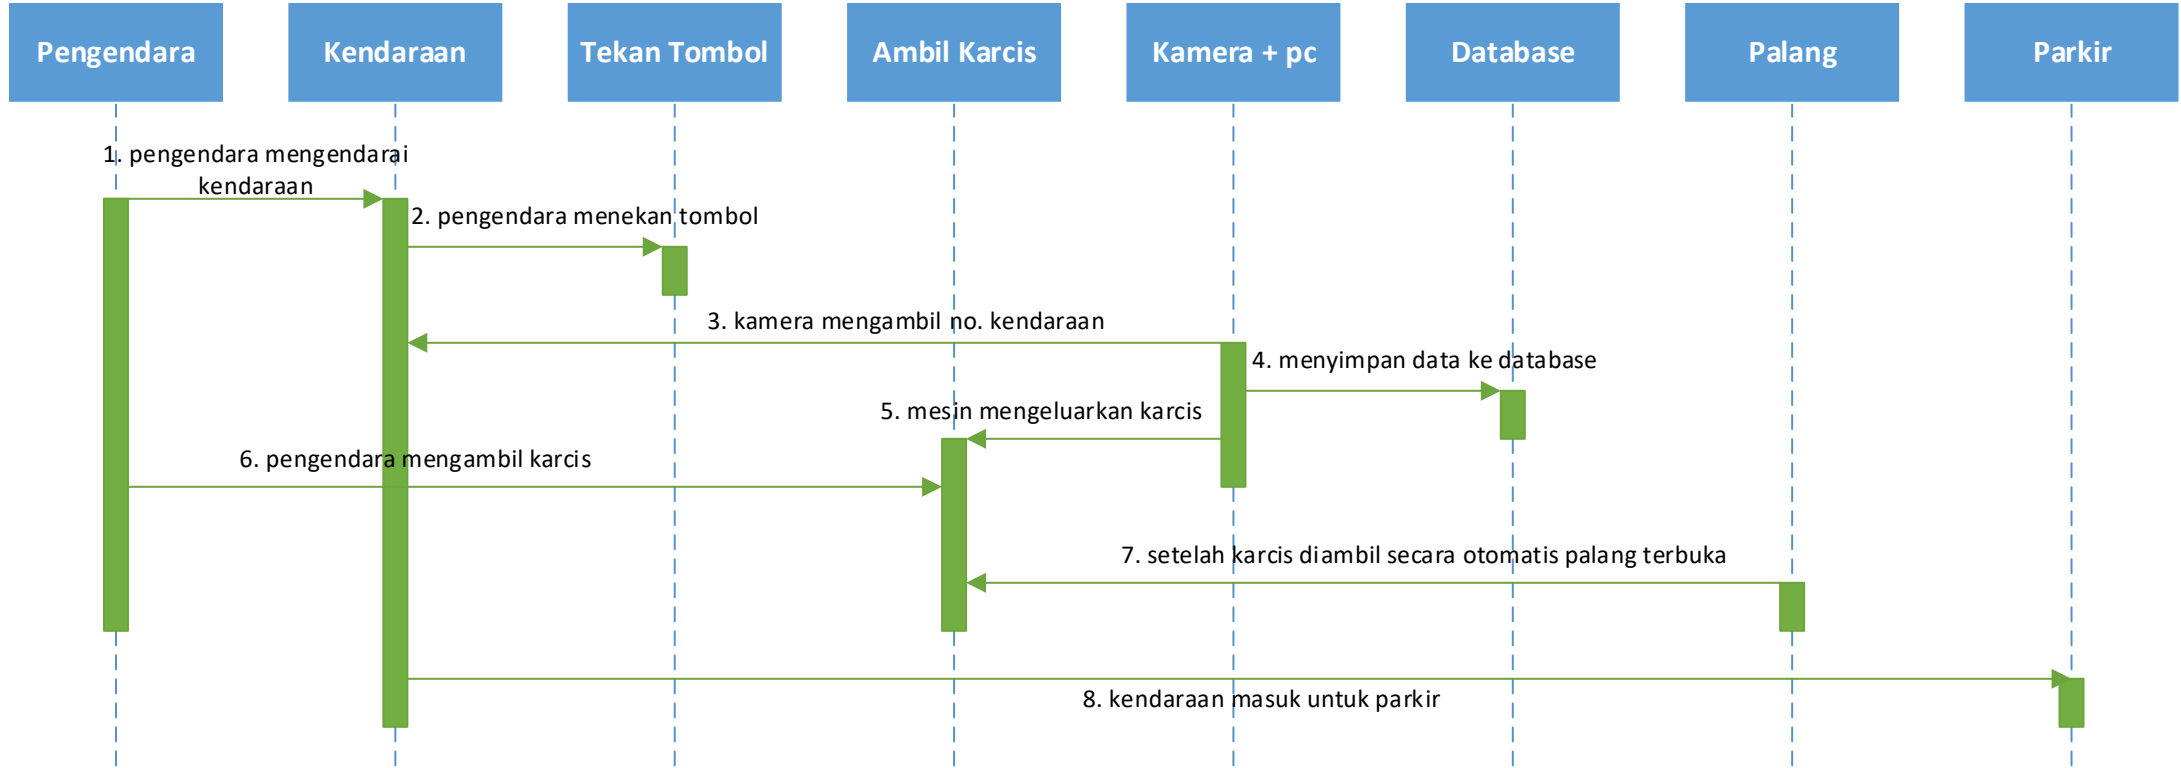 Pengendara
Kendaraan
Tekan Tombol
Ambil Karcis
Kamera + pc
Database
Palang
Parkir
1. pengendara mengendarai
kendaraan
2. pengendara menekan tombol
3. kamera mengambil no. kendaraan
4. menyimpan data ke database
5. mesin mengeluarkan karcis
6. pengendara mengambil karcis
7. setelah karcis diambil secara otomatis palang terbuka
8. kendaraan masuk untuk parkir